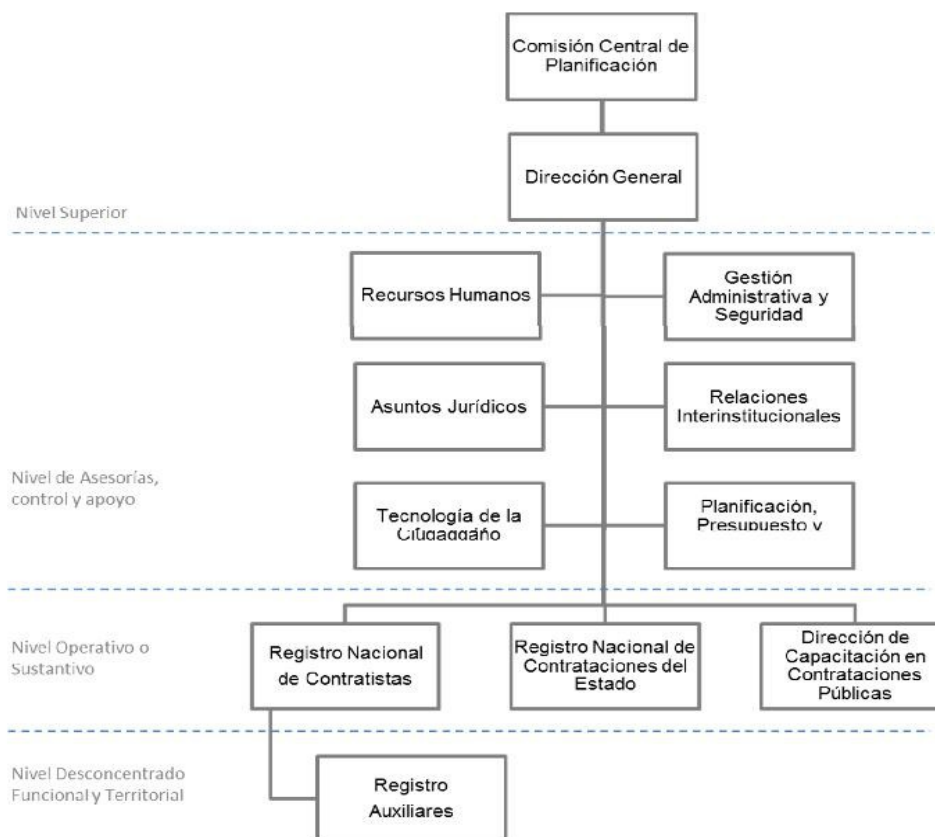 Comisión Central de
Planificación
Dirección General
Nivel Superior
Recursos Humanos
Gestión
Administrativa y
Seguridad
Asuntos Jurídicos
Relaciones
Interinstitucionales
Nivel de Asesorías,
control y apoyo
Tecnología de la
Planificación,
Presupuesto y
Nivel Operativo o
Sustantivo
Registro Nacional
de Contratistas
Registro Nacional de
Contrataciones del
Estado
Dirección de
Capacitación en
Contrataciones
Públicas
Nivel Desconcentrado
Funcional y Territorial
Registro
Auxiliares